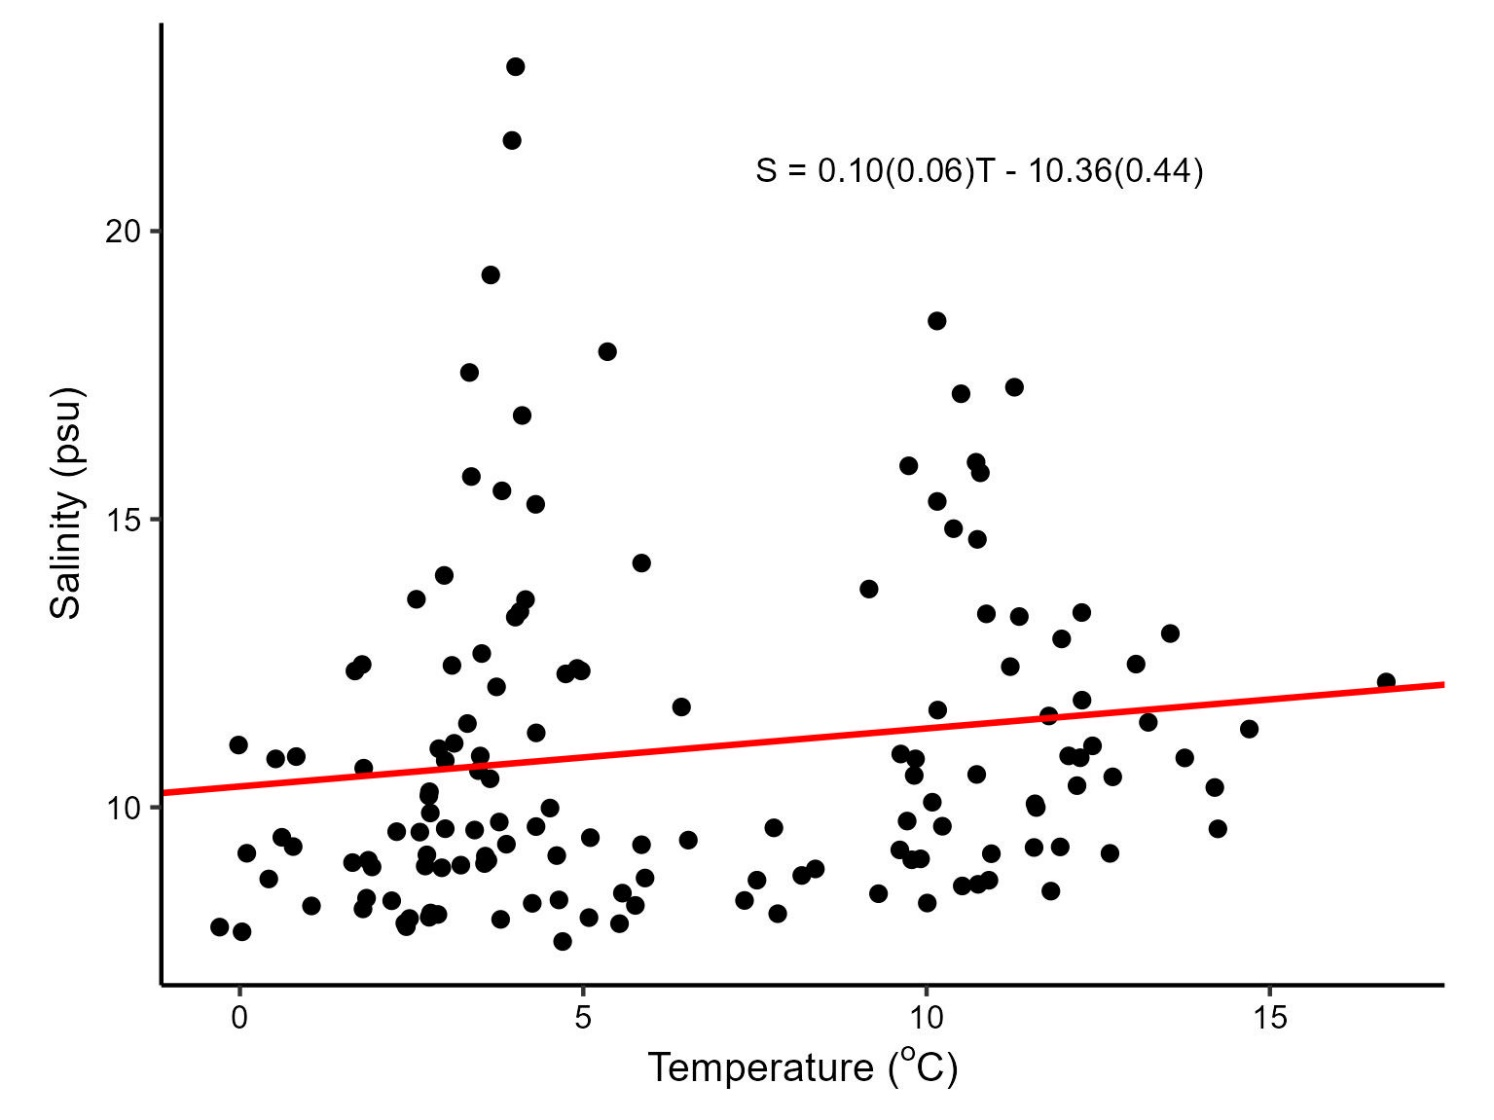 S = 0.10(0.06)T - 10.36(0.44)
20
15
10
Salinity (psu)
0 5 10 15
Temperature (°C)